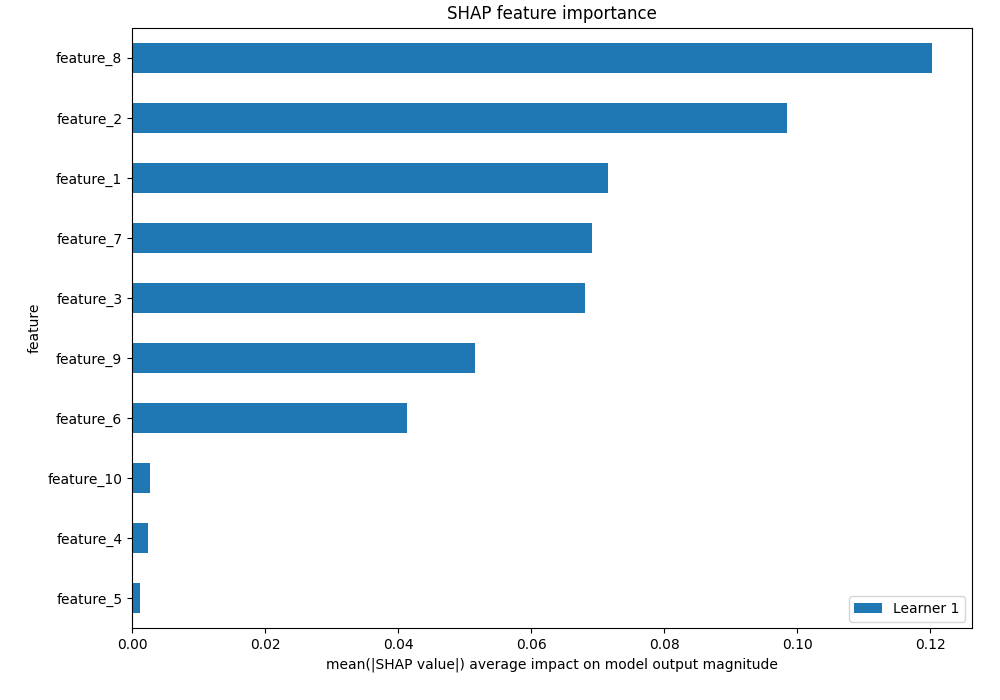 SHAP feature importance
feature_8
feature_2
feature_1
feature_7
feature_3
feature_9
feature_6
feature_10
feature_4
feature_5
feature
Learner 1
0.00 0.02 0.04 0.06 0.08 0.10 0.12
mean(|SHAP value|) average impact on model output magnitude